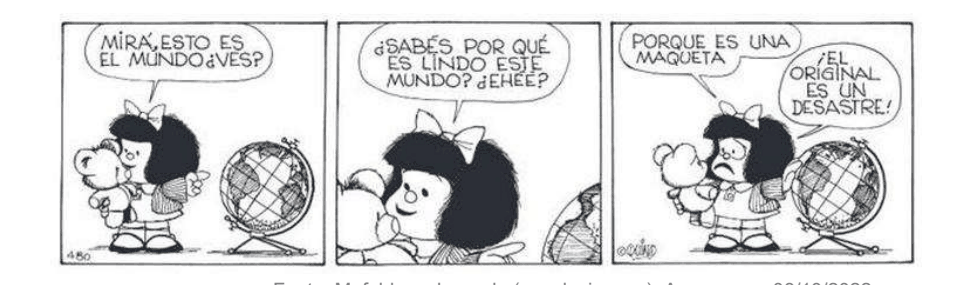 MIRÁ, ESTO ES
EL MUNDO ¿VES?
¿SABÉS POR QUÉ
ES LINDO ESTE
MUNDO? ¿EHÉE?
PORQUE ES UNA
MAQUETA
¡EL
ORIGINAL
ES UN
DESASTRE!
480
QUINO